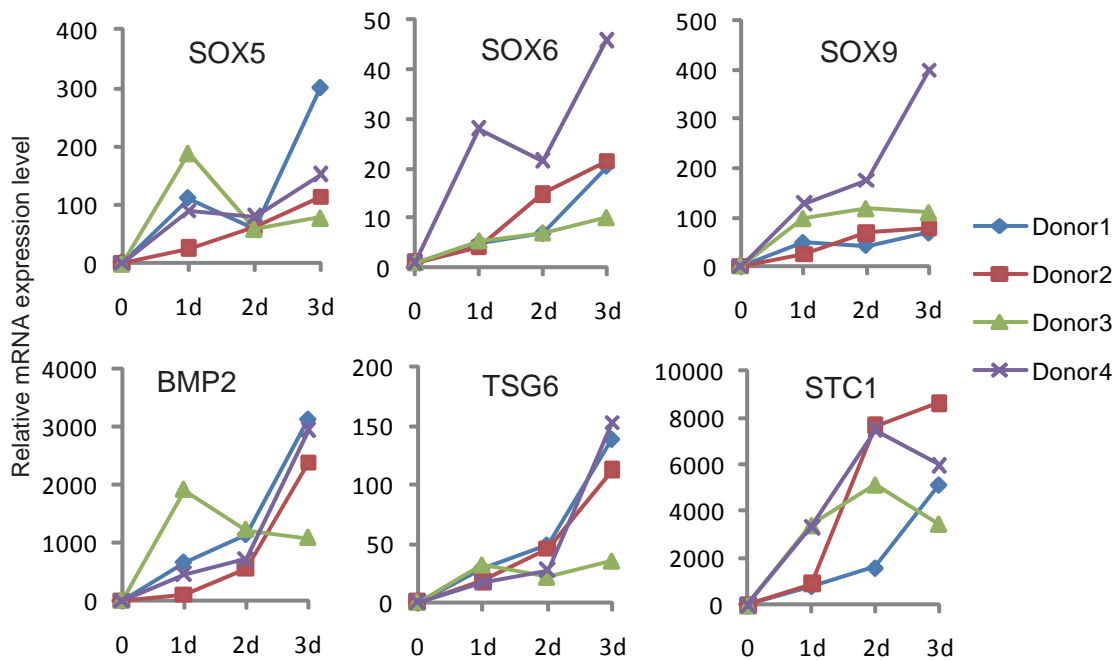 Relative mRNA expression level
SOX5
400
300
200
100
0
0 1d 2d 3d
SOX6
50
40
30
20
10
0
0 1d 2d 3d
SOX9
500
400
300
200
100
0
0 1d 2d 3d
Donor1
Donor2
Donor3
Donor4
BMP2
4000
3000
2000
1000
0
0 1d 2d 3d
TSG6
200
150
100
50
0
0 1d 2d 3d
STC1
10000
8000
6000
4000
2000
0
0 1d 2d 3d